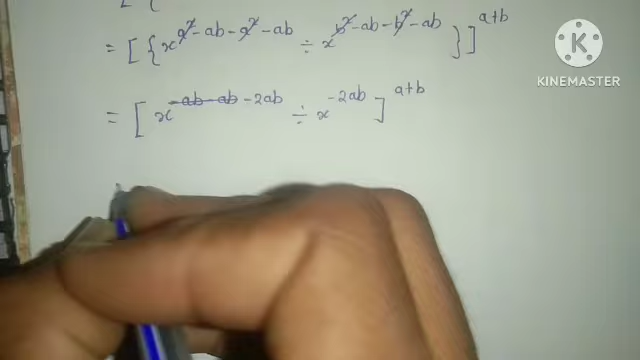 = [ { x^{a² - ab - a² - ab} ÷ x^{b² - ab - b² - ab} } ]^{a+b}
KINEMASTER
= [ x^{-ab-ab -2ab} ÷ x^{-2ab} ]^{a+b}